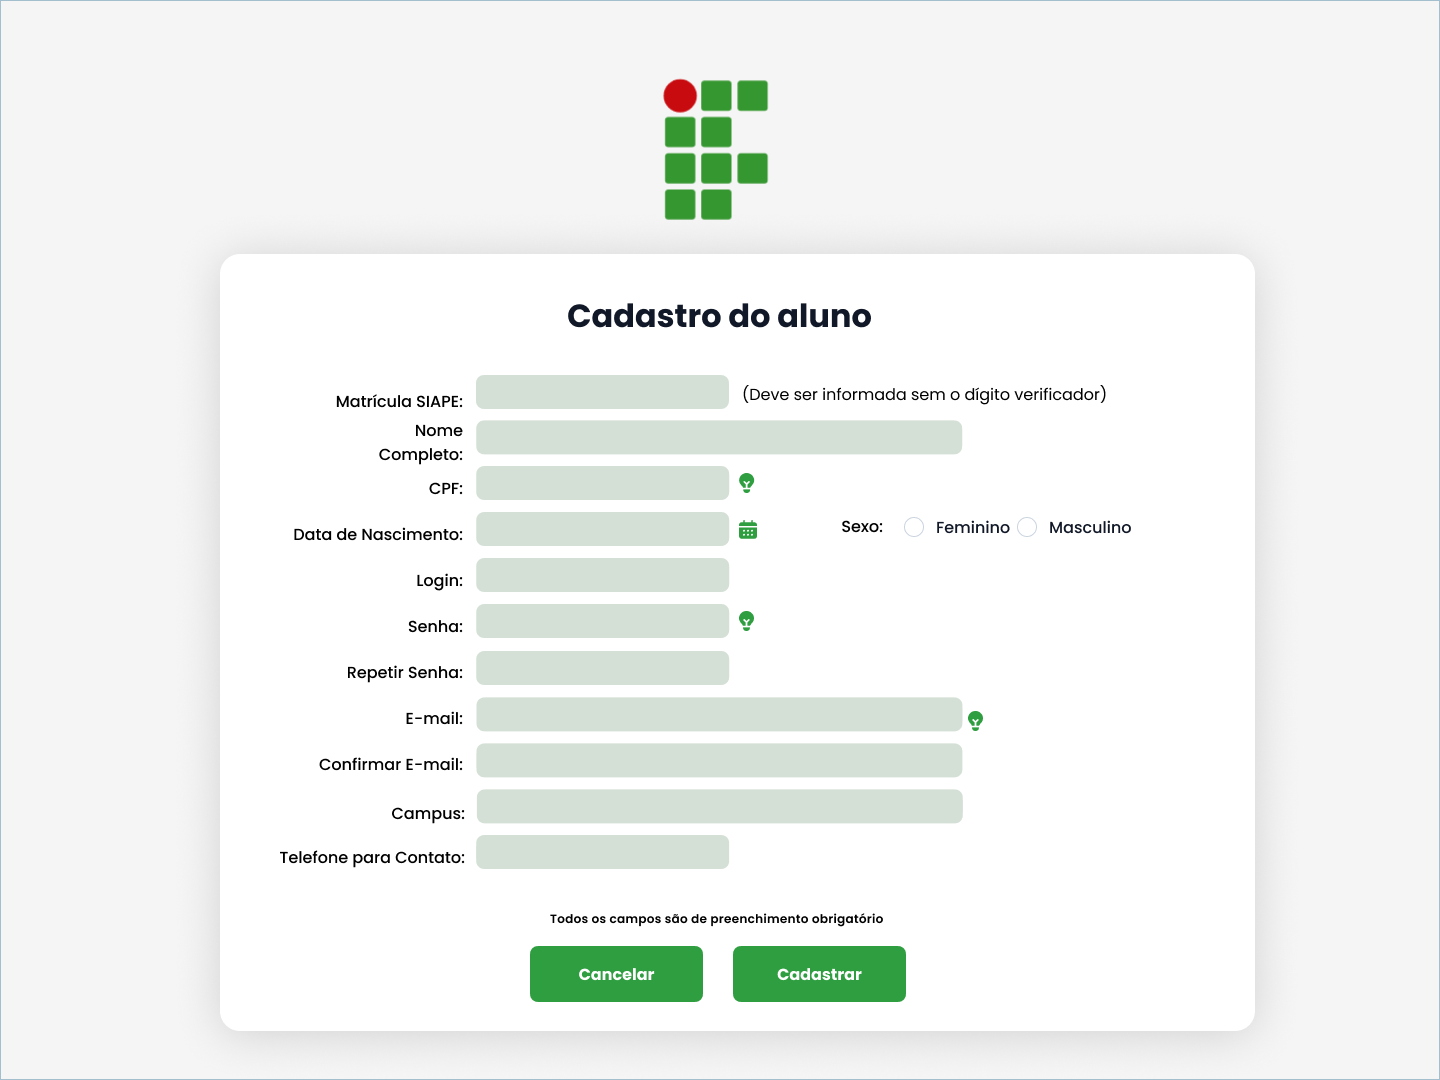 Cadastro do aluno
Matrícula SIAPE:
(Deve ser informada sem o dígito verificador)
Nome
Completo:
CPF:
Data de Nascimento:
Sexo:
Feminino
Masculino
Login:
Senha:
Repetir Senha:
E-mail:
Confirmar E-mail:
Campus:
Telefone para Contato:
Todos os campos são de preenchimento obrigatório
Cancelar
Cadastrar